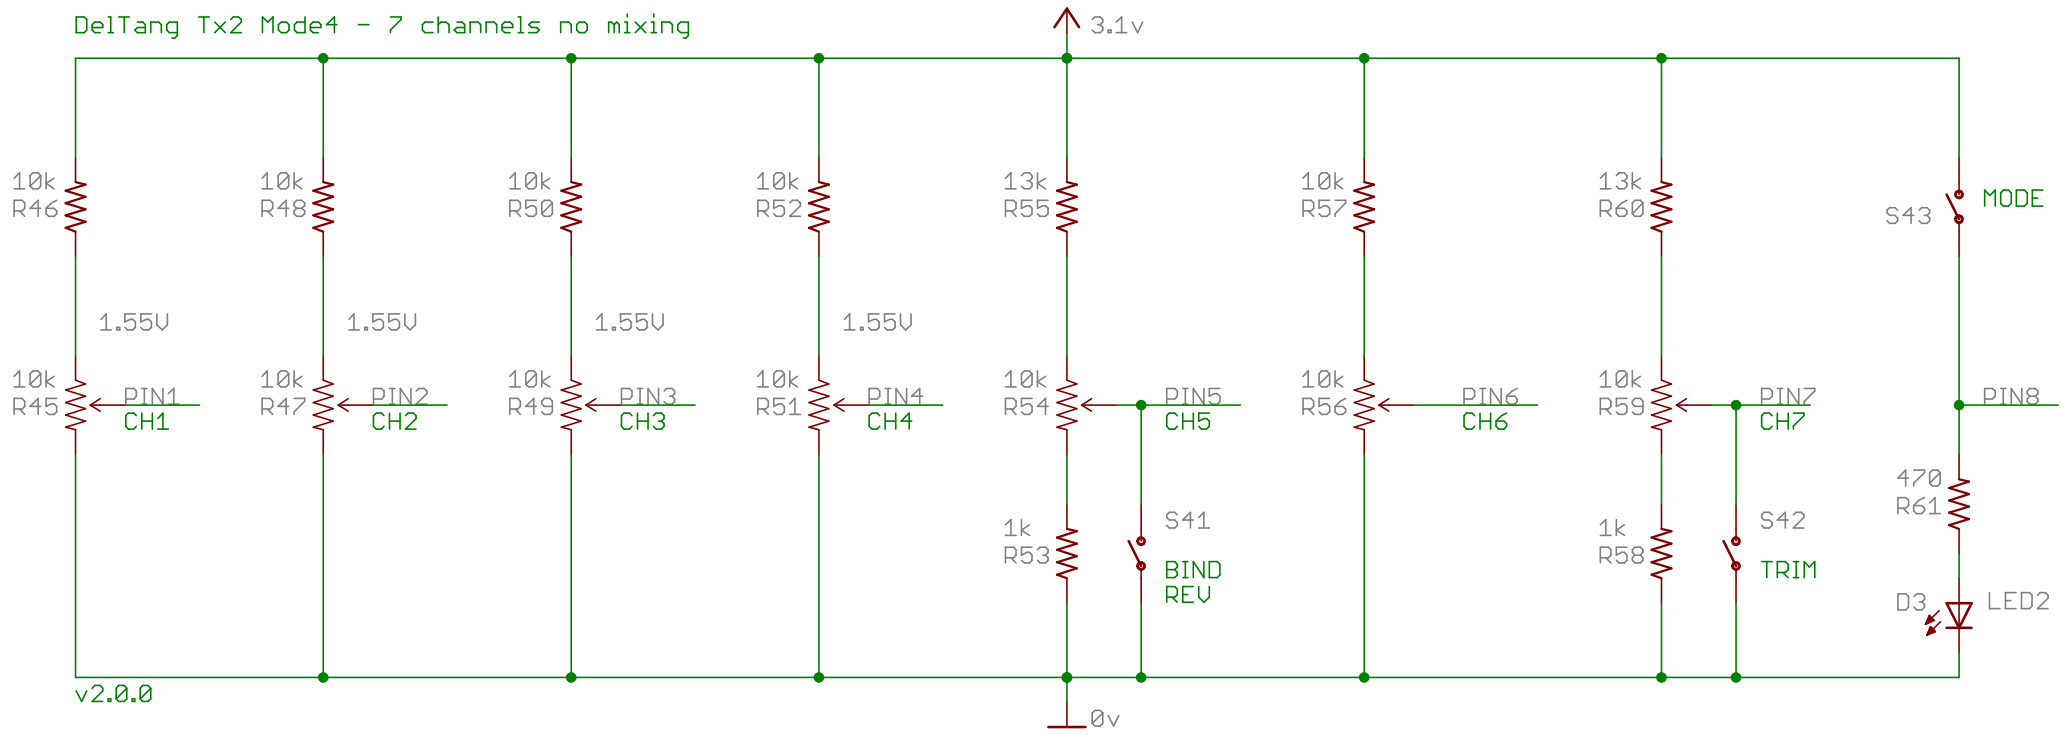 DelTang Tx2 Mode4 - 7 channels no mixing
3.1v
10k
R46
10k
R48
10k
R50
10k
R52
13k
R55
10k
R57
13k
R60
S43
MODE
1.55V
1.55V
1.55V
1.55V
10k
R45
PIN1
CH1
10k
R47
PIN2
CH2
10k
R49
PIN3
CH3
10k
R51
PIN4
CH4
10k
R54
PIN5
CH5
10k
R56
PIN6
CH6
10k
R59
PIN7
CH7
PIN8
1k
R53
S41
BIND
REV
1k
R58
S42
TRIM
470
R61
D3
LED2
v2.0.0
0v